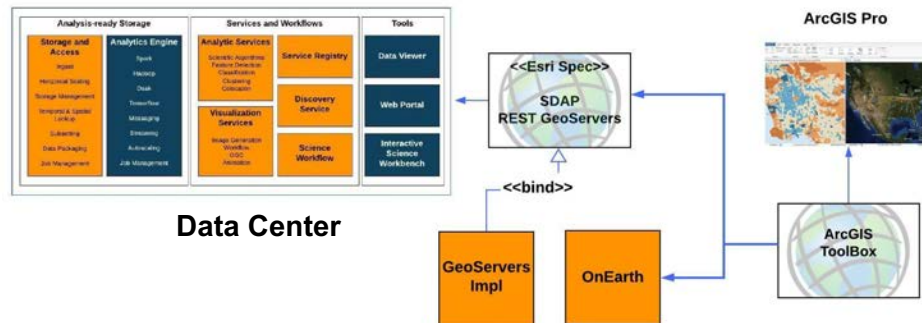 Analysis-ready Storage
Storage and
Access
Ingest
Horizontal Scaling
Storage Management
Temporal & Spatial
Lookup
Subsetting
Data Packaging
Job Management
Analytics Engine
Spark
Hadoop
Dask
Tensorflow
Messaging
Streaming
Autoscaling
Job Management
Services and Workflows
Analytic Services
Scientific Algorithms
Feature Detection
Classification
Clustering
Visualization
Services
Image Generation
Workflow
Animation
Service Registry
Discovery
Service
Science
Workflow
Tools
Data Viewer
Web Portal
Interactive
Science
Workbench
Data Center
<<Esri Spec>>
SDAP
REST GeoServers
<<bind>>
GeoServers
Impl
OnEarth
ArcGIS Pro
ArcGIS
ToolBox